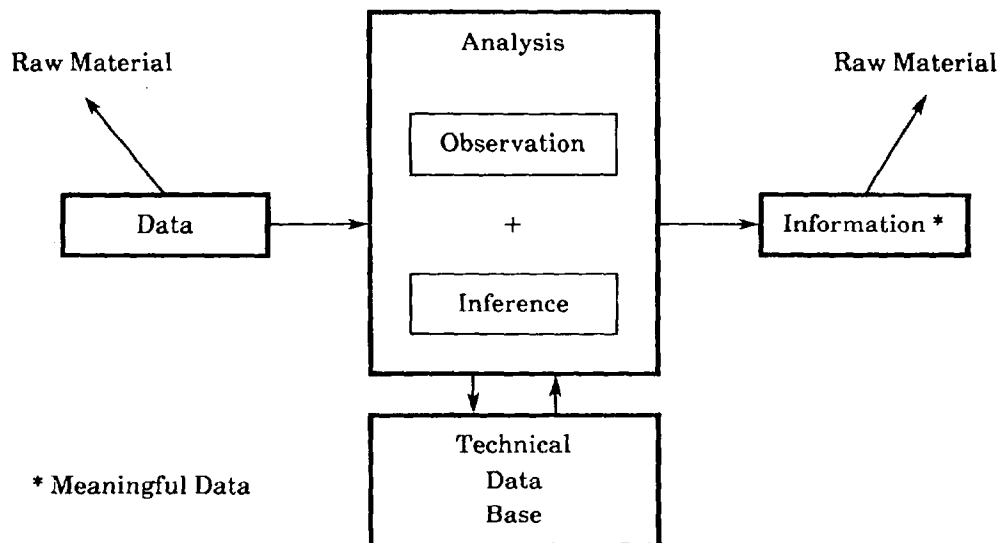 Analysis
Raw Material
Raw Material
Observation
Data
+
Information *
Inference
Technical
Data
Base
* Meaningful Data